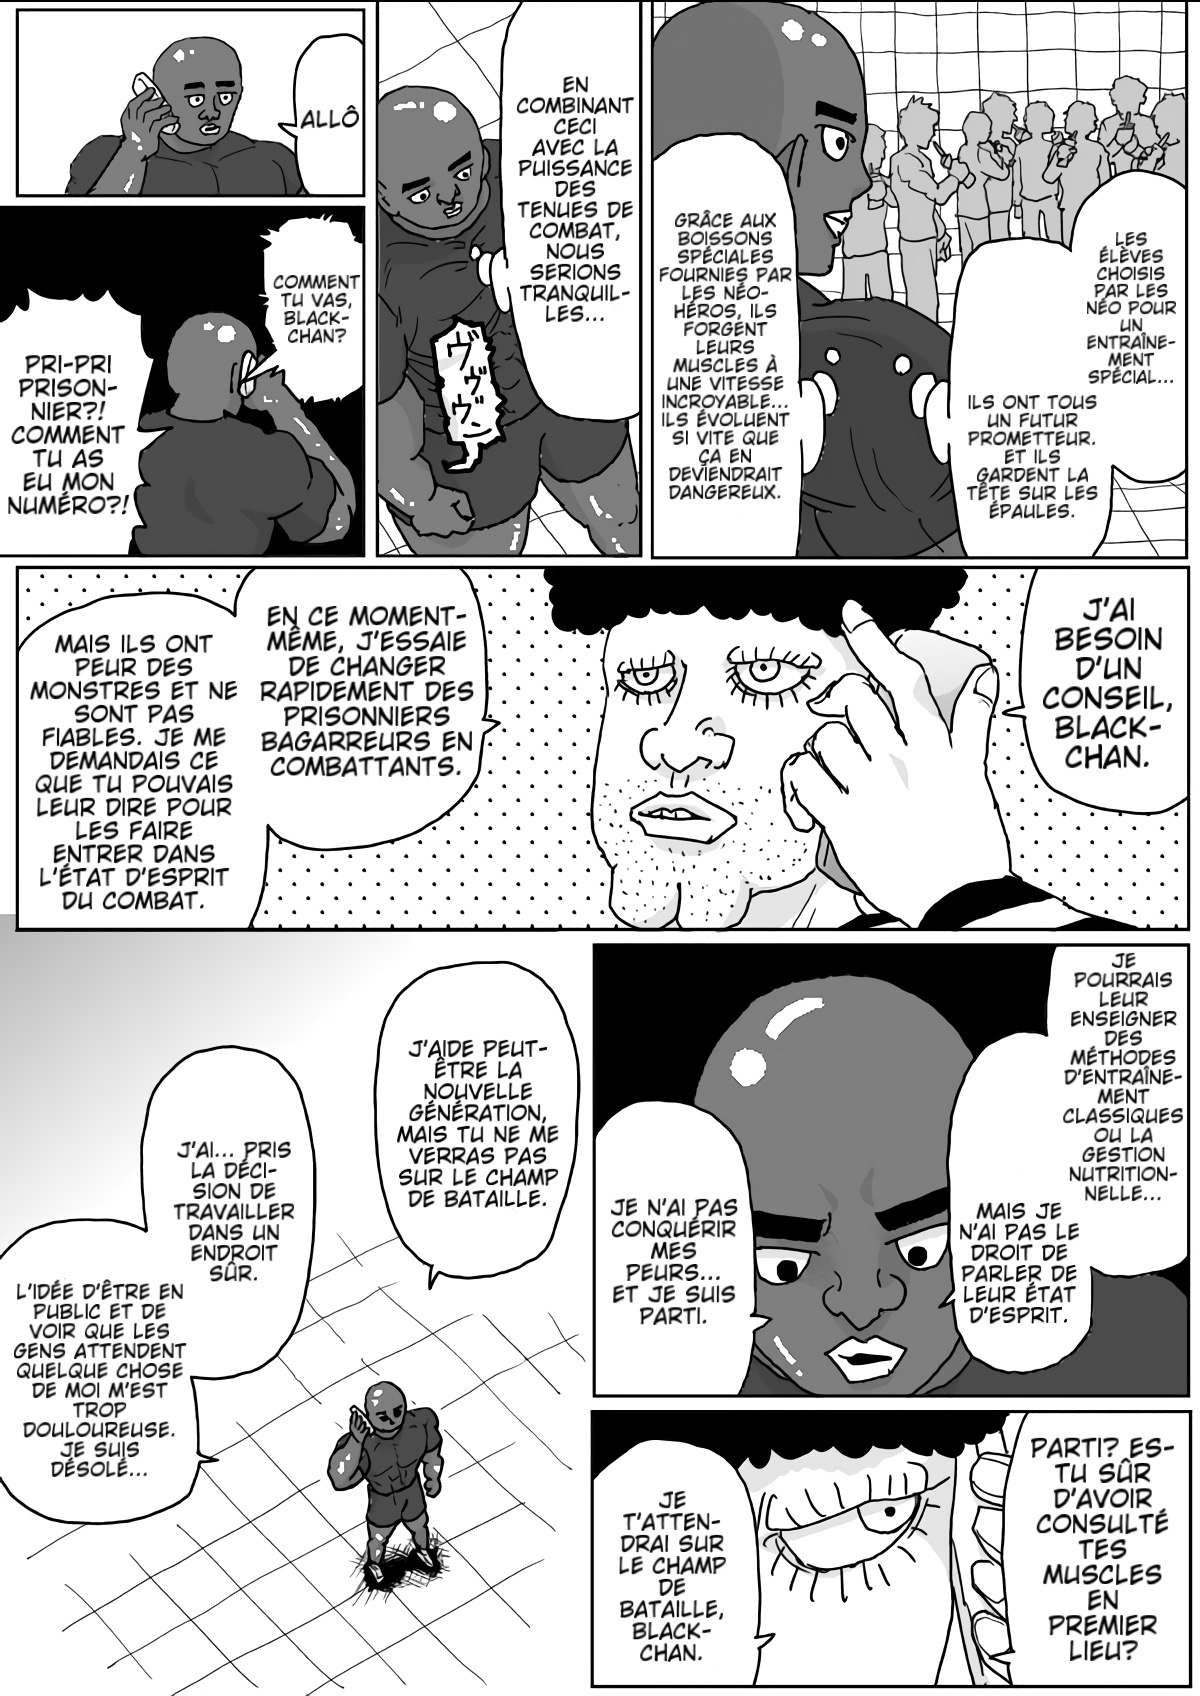 LES
ÉLÈVES
CHOISIS
PAR LES
NÉO POUR
UN
ENTRAÎNE-
MENT
SPÉCIAL...
ILS ONT TOUS
UN FUTUR
PROMETTEUR.
ET ILS
GARDENT LA
TÊTE SUR LES
ÉPAULES.
GRÂCE AUX
BOISSONS
SPÉCIALES
FOURNIES PAR
LES NÉO-
HÉROS, ILS
FORGENT
LEURS
MUSCLES À
UNE VITESSE
INCROYABLE...
ILS ÉVOLUENT
SI VITE QUE
ÇA EN
DEVIENDRAIT
DANGEREUX.
EN
COMBINANT
CECI
AVEC LA
PUISSANCE
DES
TENUES DE
COMBAT,
NOUS
SERIONS
TRANQUIL-
LES...
ヴヴヴン
ALLÔ
COMMENT
TU VAS,
BLACK-
CHAN?
PRI-PRI
PRISON-
NIER?!
COMMENT
TU AS
EU MON
NUMÉRO?!
J'AI
BESOIN
D'UN
CONSEIL,
BLACK-
CHAN.
EN CE MOMENT-
MÊME, J'ESSAIE
DE CHANGER
RAPIDEMENT DES
PRISONNIERS
BAGARREURS EN
COMBATTANTS.
MAIS ILS ONT
PEUR DES
MONSTRES ET NE
SONT PAS
FIABLES. JE ME
DEMANDAIS CE
QUE TU POUVAIS
LEUR DIRE POUR
LES FAIRE
ENTRER DANS
L'ÉTAT D'ESPRIT
DU COMBAT.
JE
POURRAIS
LEUR
ENSEIGNER
DES
MÉTHODES
D'ENTRAÎNE-
MENT
CLASSIQUES
OU LA
GESTION
NUTRITION-
NELLE...
MAIS JE
N'AI PAS LE
DROIT DE
PARLER DE
LEUR ÉTAT
D'ESPRIT.
JE N'AI PAS
CONQUÉRIR
MES
PEURS...
ET JE SUIS
PARTI.
J'AIDE PEUT-
ÊTRE LA
NOUVELLE
GÉNÉRATION,
MAIS TU NE ME
VERRAS PAS
SUR LE CHAMP
DE BATAILLE.
J'AI... PRIS
LA DÉCI-
SION DE
TRAVAILLER
DANS UN
ENDROIT
SÛR.
L'IDÉE D'ÊTRE EN
PUBLIC ET DE
VOIR QUE LES
GENS ATTENDENT
QUELQUE CHOSE
DE MOI M'EST
TROP
DOULOUREUSE.
JE SUIS
DÉSOLÉ...
PARTI? ES-
TU SÛR
D'AVOIR
CONSULTÉ
TES
MUSCLES
EN
PREMIER
LIEU?
JE
T'ATTEN-
DRAI SUR
LE CHAMP
DE
BATAILLE,
BLACK-
CHAN.